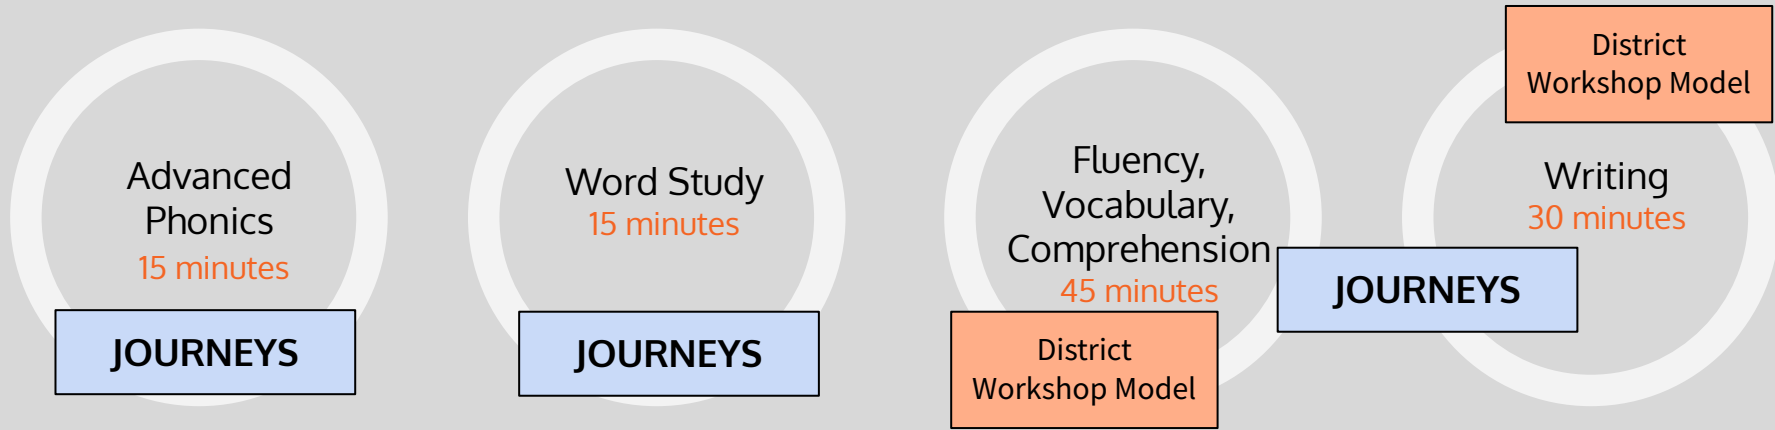 Advanced
Phonics
15 minutes
JOURNEYS
Word Study
15 minutes
JOURNEYS
Fluency,
Vocabulary,
Comprehension
45 minutes
District
Workshop Model
JOURNEYS
District
Workshop Model
Writing
30 minutes